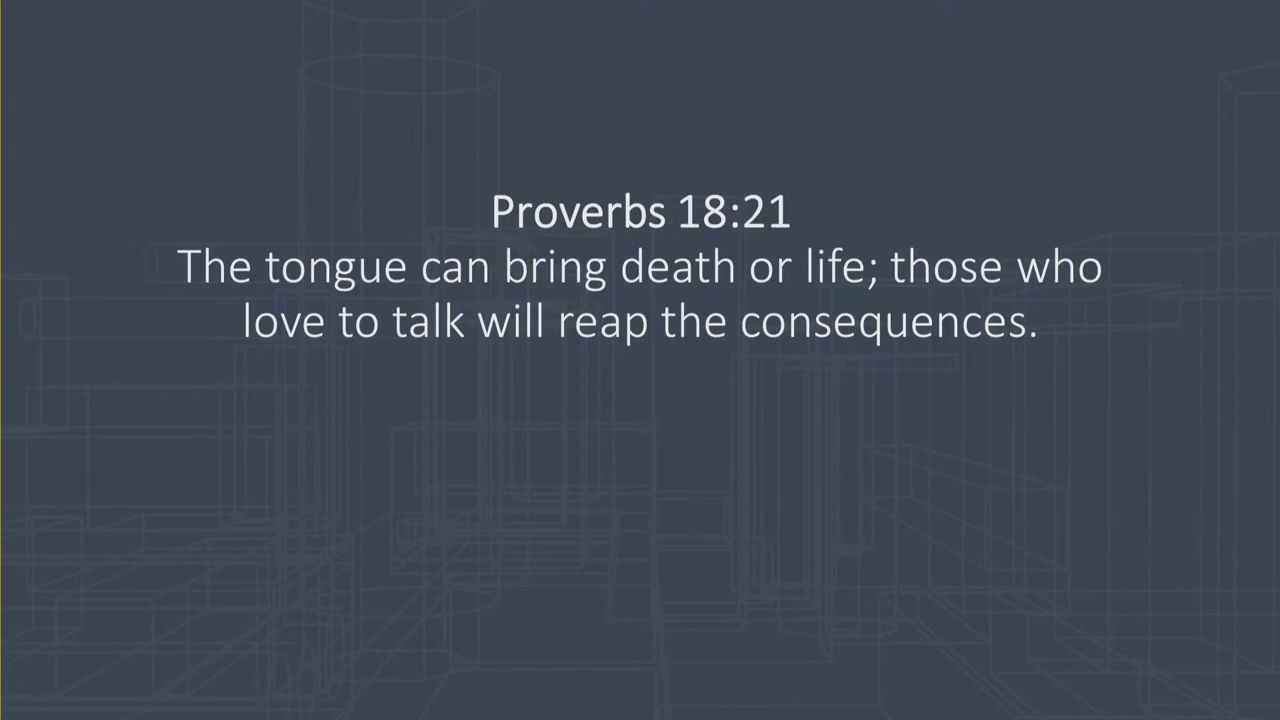 Proverbs 18:21
The tongue can bring death or life; those who
love to talk will reap the consequences.